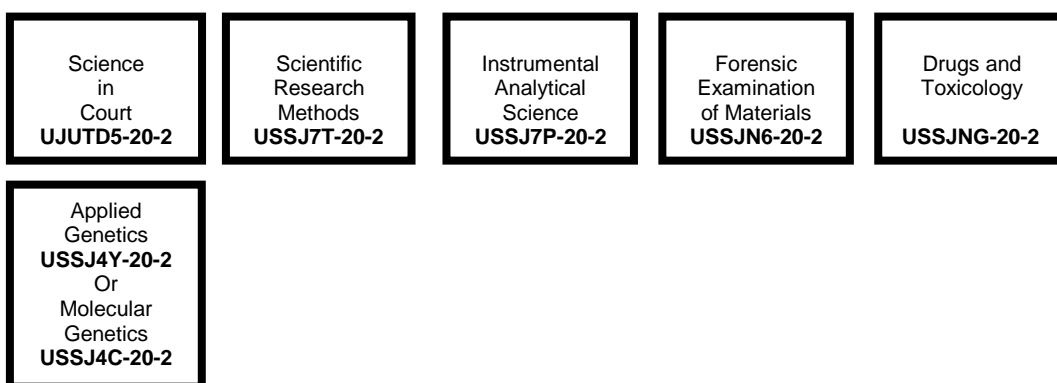 Science
in
Court
UJUTD5-20-2
Scientific
Research
Methods
USSJ7T-20-2
Instrumental
Analytical
Science
USSJ7P-20-2
Forensic
Examination
of Materials
USSJN6-20-2
Drugs and
Toxicology
USSJNG-20-2
Applied
Genetics
USSJ4Y-20-2
Or
Molecular
Genetics
USSJ4C-20-2